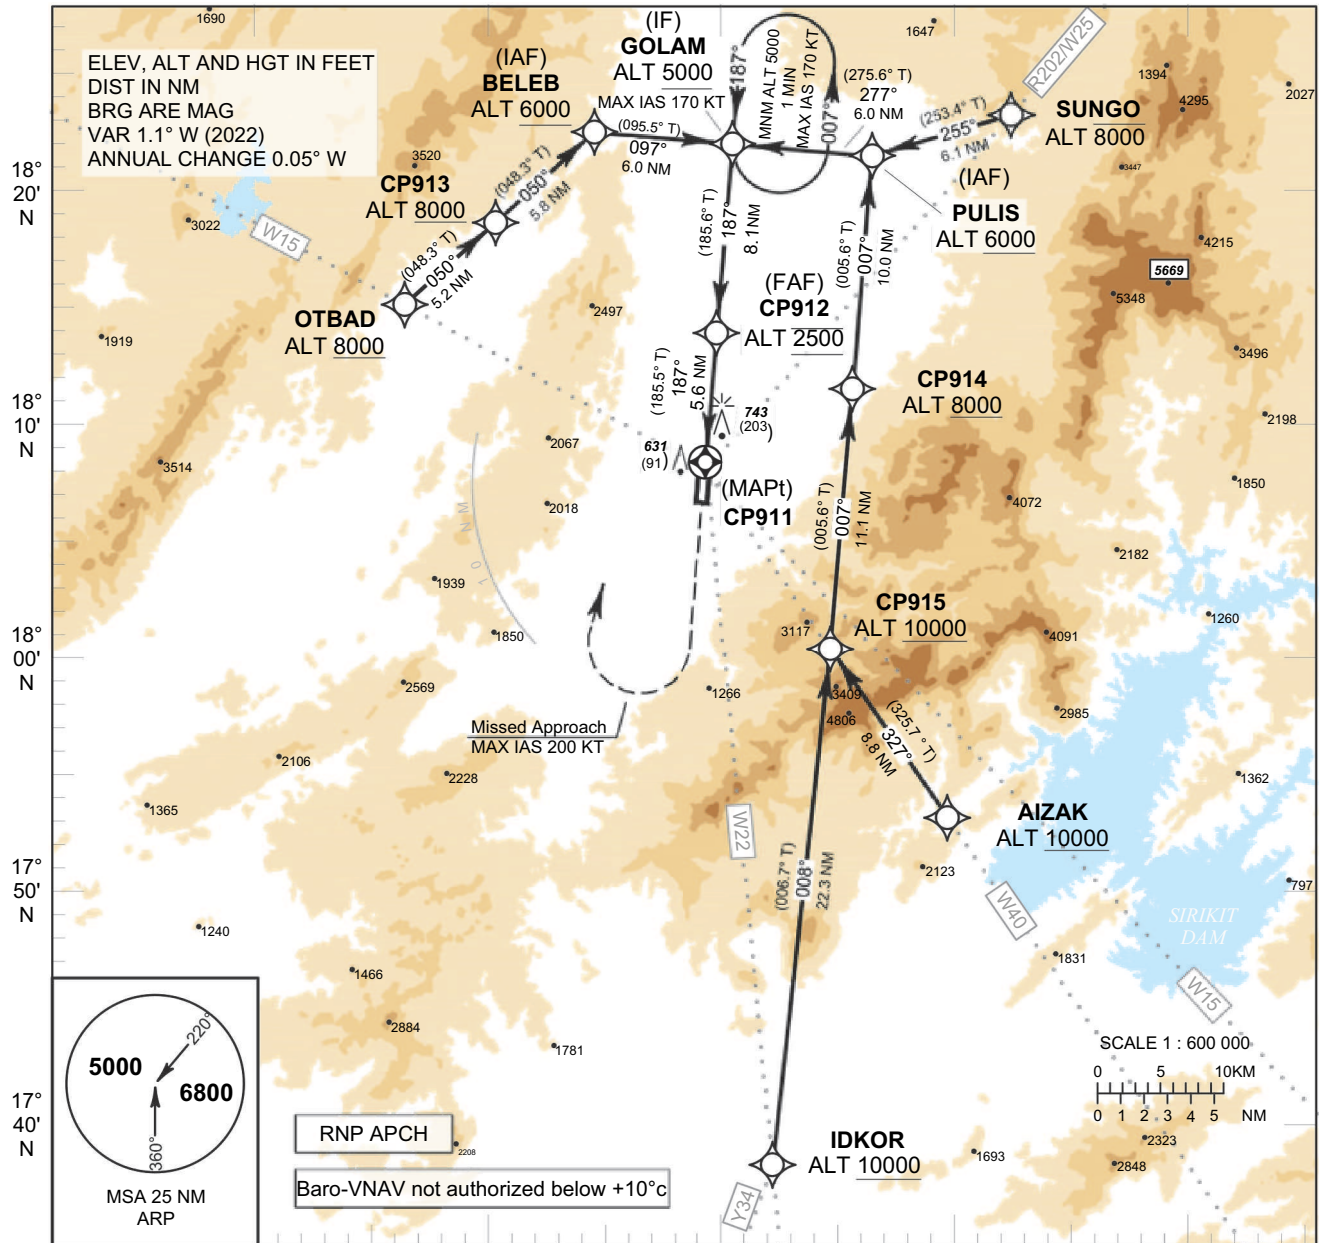 1690
ELEV, ALT AND HGT IN FEET
DIST IN NM
BRG ARE MAG
VAR 1.1° W (2022)
ANNUAL CHANGE 0.05° W
(IAF)
BELEB
ALT 6000
(IF)
GOLAM
ALT 5000
MAX IAS 170 KT
187°
MNM ALT 5000
1 MIN
MAX IAS 170 KT
007°
1647
(275.6° T)
277°
6.0 NM
R202/W25
SUNGO
ALT 8000
(253.4° T)
255°
6.1 NM
1394
4295
2027
3447
(095.5° T)
097°
6.0 NM
(IAF)
PULIS
ALT 6000
18°
20'
N
3520
CP913
ALT 8000
(048.3° T)
050°
5.8 NM
3022
W15
(048.3° T)
050°
5.2 NM
OTBAD
ALT 8000
(185.6° T)
187°
8.1NM
(005.6° T)
007°
10.0 NM
4215
5669
5348
(FAF)
CP912
ALT 2500
2497
1919
3496
(185.5° T)
187°
5.6 NM
CP914
ALT 8000
18°
10'
N
743
(203)
2198
2067
631
(91)
3514
(MAPt)
CP911
1850
4072
2018
10 NM
(005.6° T)
007°
11.1 NM
2182
1939
CP915
ALT 10000
1260
18°
00'
N
1850
3117
4091
2569
1266
3409
2985
4806
Missed Approach
MAX IAS 200 KT
(325.7° T)
327°
8.8 NM
2106
2228
1362
1365
AIZAK
ALT 10000
W22
17°
50'
N
2123
797
(006.7° T)
008°
22.3 NM
W40
SIRIKIT
DAM
1240
1831
1466
W15
2884
1781
SCALE 1 : 600 000
0 5 10KM
0 1 2 3 4 5 NM
5000
220°
6800
360°
MSA 25 NM
ARP
17°
40'
N
RNP APCH
2208
Baro-VNAV not authorized below +10°c
IDKOR
ALT 10000
1693
2323
2848
Y34